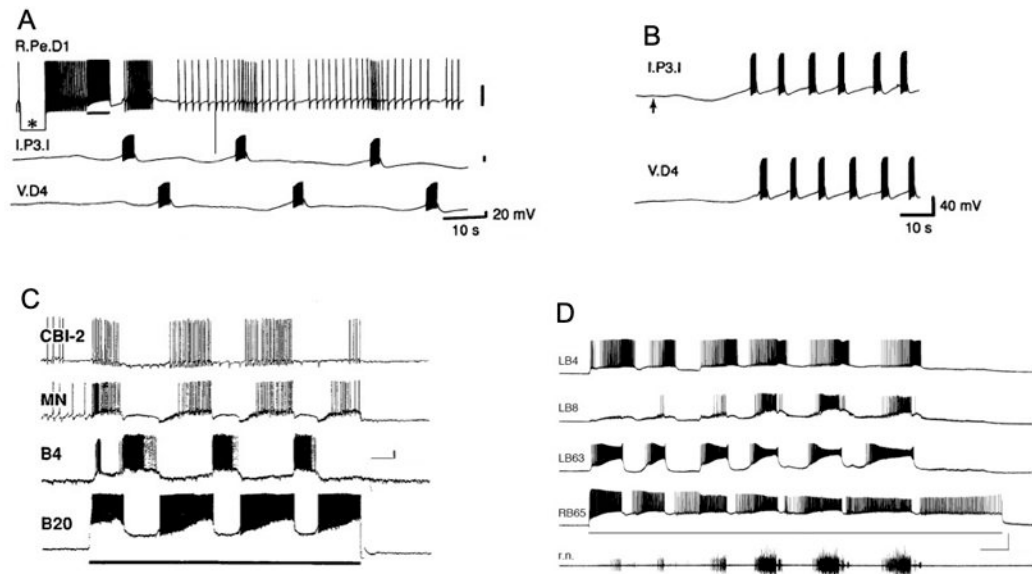 A
R.Pe.D1
*
I.P3.I
V.D4
20 mV
10 s
B
I.P3.I
V.D4
40 mV
10 s
C
CBI-2
MN
B4
B20
D
LB4
LB8
LB63
RB65
r.n.